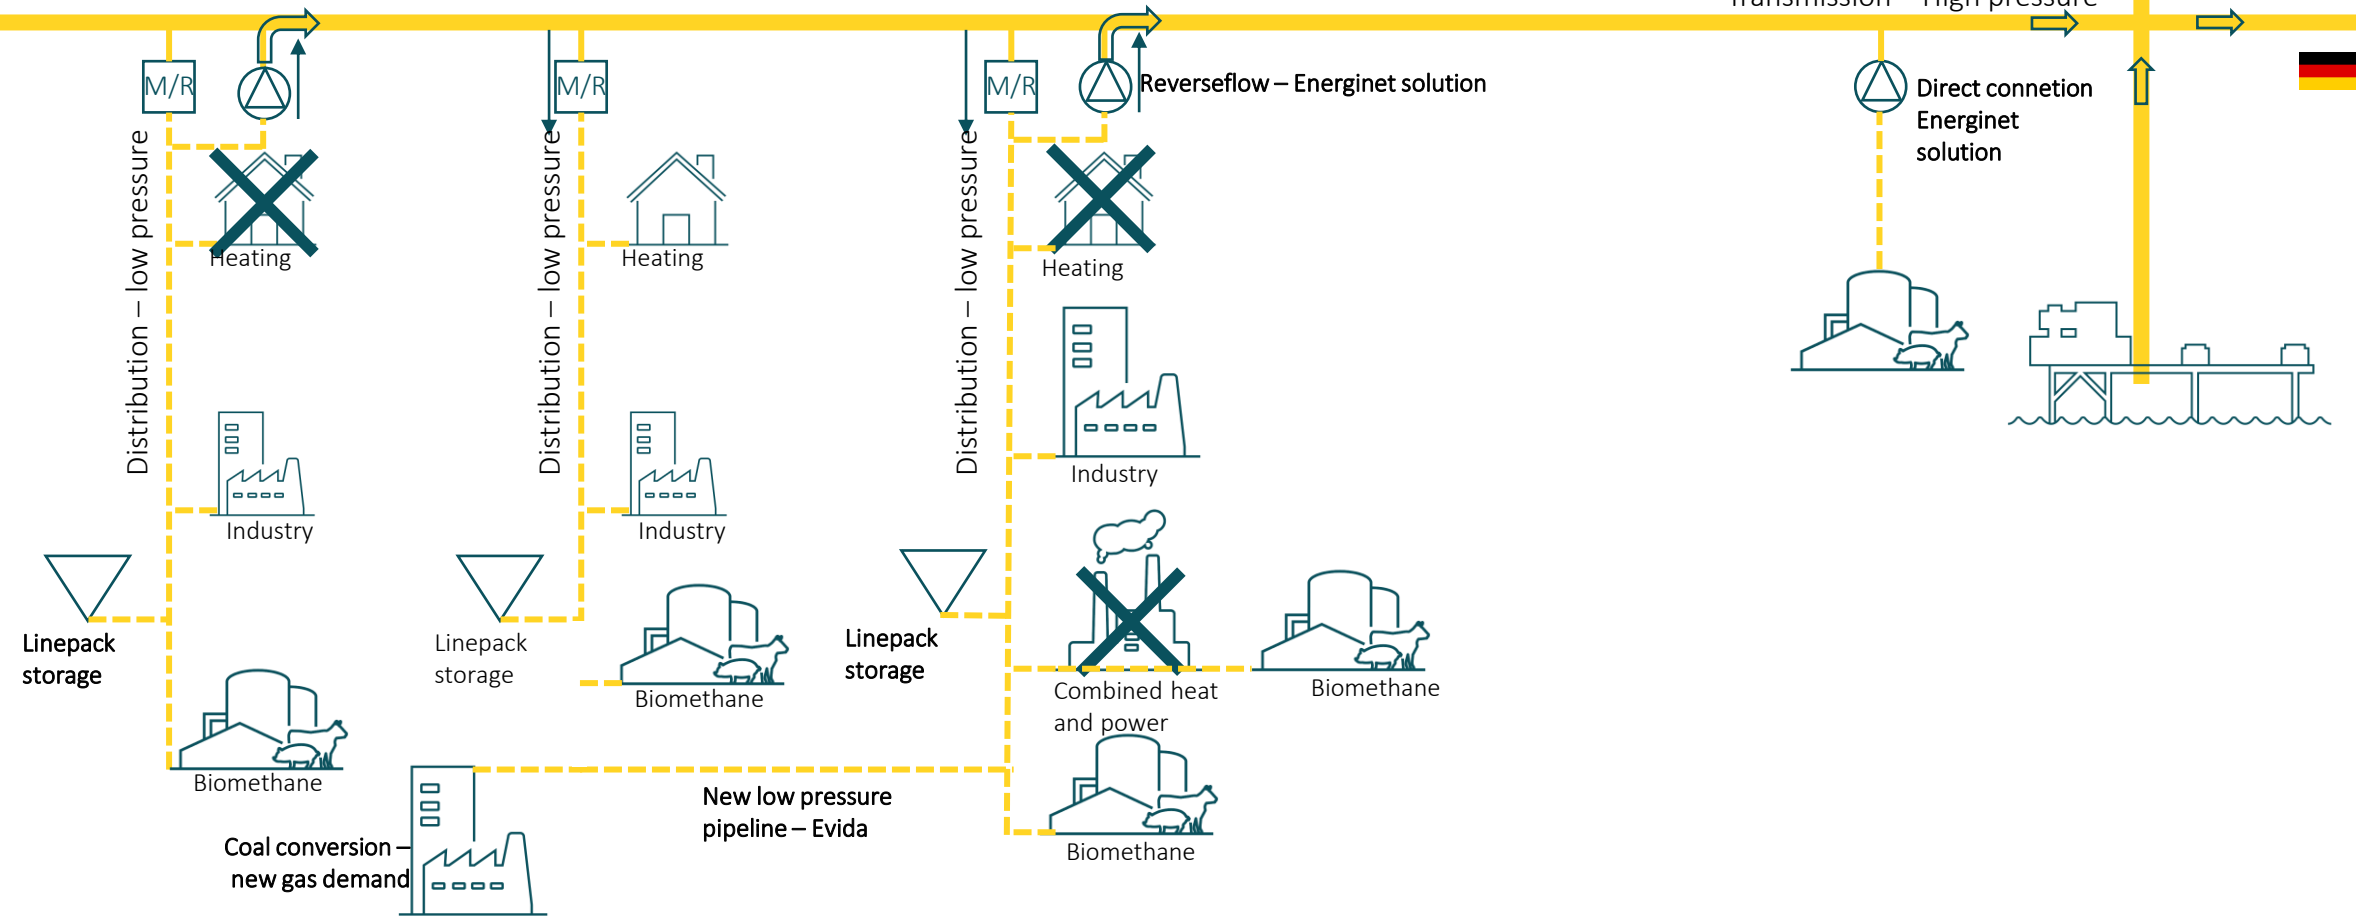 Transmission – High pressure
M/R
M/R
M/R
Reverseflow – Energinet solution
Direct connetion
Energinet
solution
Distribution – low pressure
Distribution – low pressure
Distribution – low pressure
Heating
Heating
Heating
Industry
Industry
Industry
Linepack
storage
Linepack
storage
Linepack
storage
Biomethane
Biomethane
Combined heat
and power
Biomethane
Biomethane
New low pressure
pipeline – Evida
Coal conversion –
new gas demand